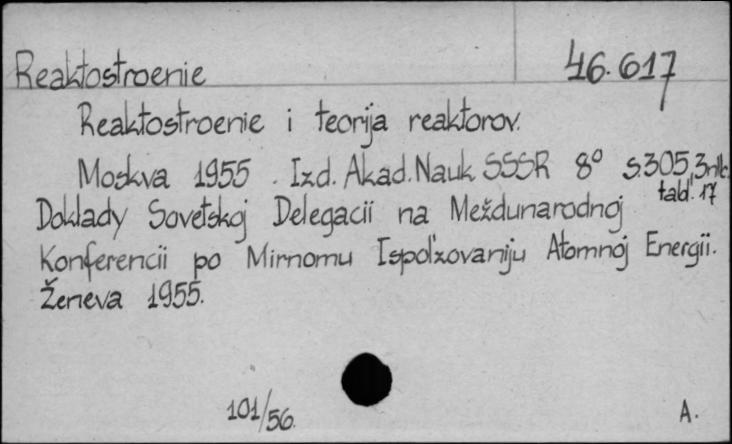 Reaktostroenie 46.617
Reaktostroenie i teorija reaktorov.
Moskva 1955. Izd. Akad. Nauk SSSR 8° s. 305, 3nlb.
tabl. 17
Doklady Sovetskoj Delegacii na Meždunarodnoj
Konferencii po Mirnomu Ispol'zovaniju Atomnoj Energii.
Ženeva 1955.
101/56.
A.